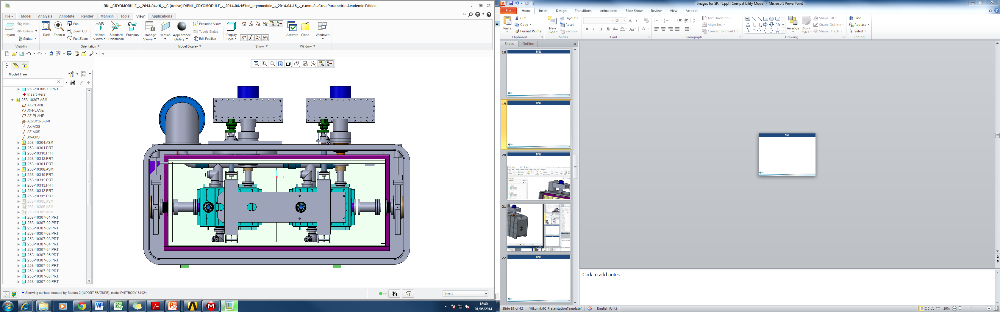 BNL_CRYOMODULE_-_2014-04-16_-_C (Active) F:\BNL_CRYOMODULE_-_2014-04-16\bnl_cryomodule_-_2014-04-16_-_c.asm.8 - Creo Parametric Academic Edition
File Model Analysis Annotate Render Manikin Tools View Applications
Hide
Unhide
Status
Layers
Visibility
Refit Zoom In
Pan
Zoom Out
Pan Zoom
Named Views
Standard Orientation
Previous
Orientation
Manage Views
Section
Appearance Gallery
Exploded View
Toggle Status
Edit Position
Model Display
Display Style
Show
Activate Close Windows
Window
Model Tree
253-10306-10.PRT
Insert Here
253-10307.ASM
AX-PLANE
AY-PLANE
AZ-PLANE
AC-SYS-0-0-0
AX-AXIS
AZ-AXIS
AY-AXIS
253-10304.ASM
253-10301.PRT
253-10310.PRT
253-10312.PRT
253-10301.PRT
253-10308.ASM
253-10310.PRT
253-10312.PRT
253-10313.PRT
253-10313.PRT
253-10315.PRT
253-10305.ASM
253-10305.ASM
253-10305.ASM
253-10307-01.PRT
253-10307-02.PRT
253-10307-02.PRT
253-10307-03.PRT
253-10307-03.PRT
253-10307-04.PRT
253-10307-04.PRT
253-10307-05.PRT
253-10307-05.PRT
253-10307-06.PRT
253-10307-07.PRT
253-10307-08.PRT
253-10307-09.PRT
Showing surface created by feature 2 (IMPORT FEATURE), model PARTBODY-51024.
Smart
18:40
01/05/2014
Images for SP, TJ.ppt [Compatibility Mode] - Microsoft PowerPoint
File Home Insert Design Transitions Animations Slide Show Review View Acrobat
Paste
Cut
Copy
Format Painter
Clipboard
New Slide
Layout
Reset
Section
Slides
24
Font
Text Direction
Align Text
Convert to SmartArt
Paragraph
Arrange
Quick Styles
Shape Fill
Shape Outline
Shape Effects
Drawing
Find
Replace
Select
Editing
Slides Outline
18
BNL
19
BNL
20
BNL
21
22
BNL
BNL
Click to add notes
Slide 19 of 42 "HiLumiLHC_PresentationTemplate" English (U.K.) 20%